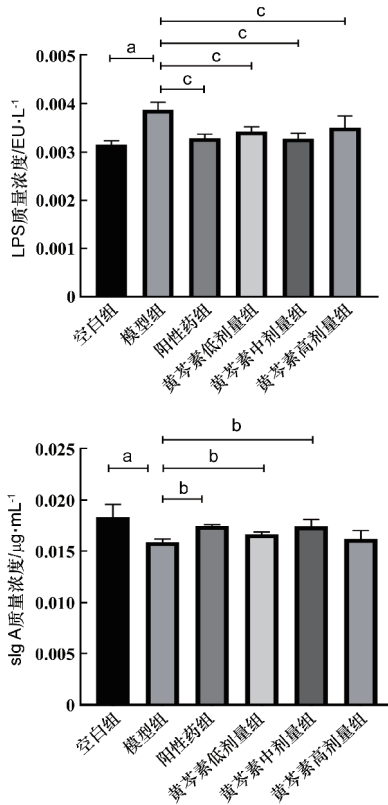 c
c
c
c
a
0.005
0.004
0.003
0.002
0.001
0
LPS质量浓度/EU·L-1
空白组
模型组
阳性药组
黄芩素低剂量组
黄芩素中剂量组
黄芩素高剂量组
b
b
b
a
0.025
0.020
0.015
0.010
0.005
0
sIg A质量浓度/μg·mL-1
空白组
模型组
阳性药组
黄芩素低剂量组
黄芩素中剂量组
黄芩素高剂量组